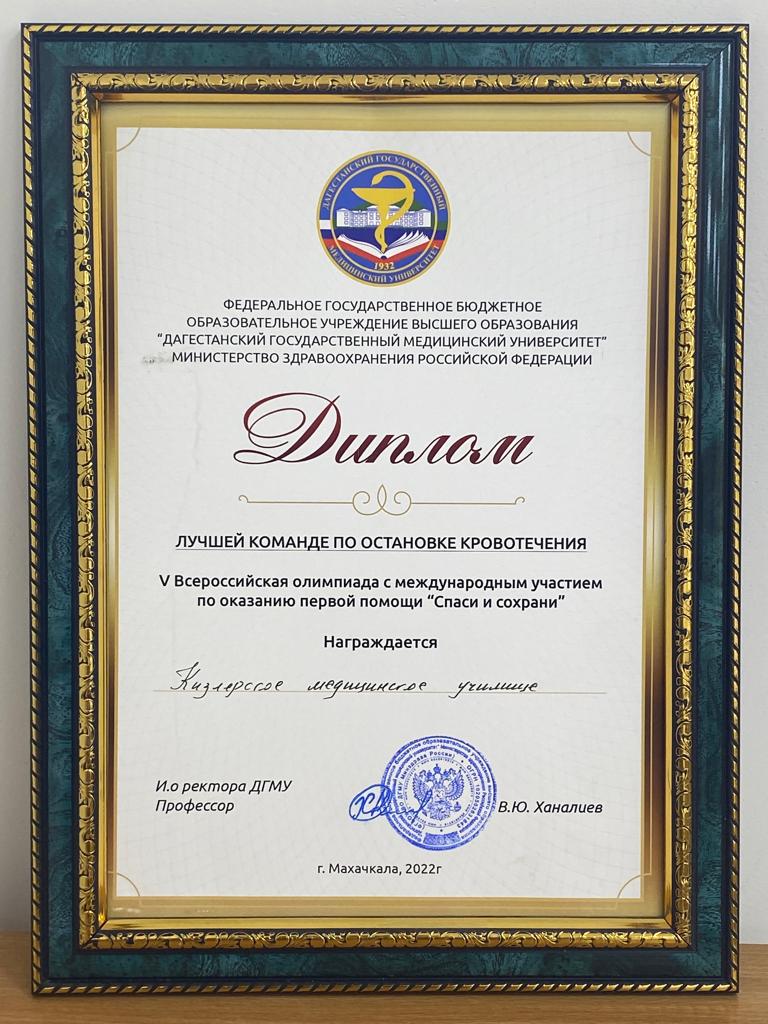 ДАГЕСТАНСКИЙ ГОСУДАРСТВЕННЫЙ
МЕДИЦИНСКИЙ УНИВЕРСИТЕТ
1932
ФЕДЕРАЛЬНОЕ ГОСУДАРСТВЕННОЕ БЮДЖЕТНОЕ
ОБРАЗОВАТЕЛЬНОЕ УЧРЕЖДЕНИЕ ВЫСШЕГО ОБРАЗОВАНИЯ
“ДАГЕСТАНСКИЙ ГОСУДАРСТВЕННЫЙ МЕДИЦИНСКИЙ УНИВЕРСИТЕТ”
МИНИСТЕРСТВО ЗДРАВООХРАНЕНИЯ РОССИЙСКОЙ ФЕДЕРАЦИИ
Диплом
ЛУЧШЕЙ КОМАНДЕ ПО ОСТАНОВКЕ КРОВОТЕЧЕНИЯ
V Всероссийская олимпиада с международным участием
по оказанию первой помощи “Спаси и сохрани”
Награждается
Кизлярское медицинское училище
И.о ректора ДГМУ
Профессор
В.Ю. Ханалиев
г. Махачкала, 2022г